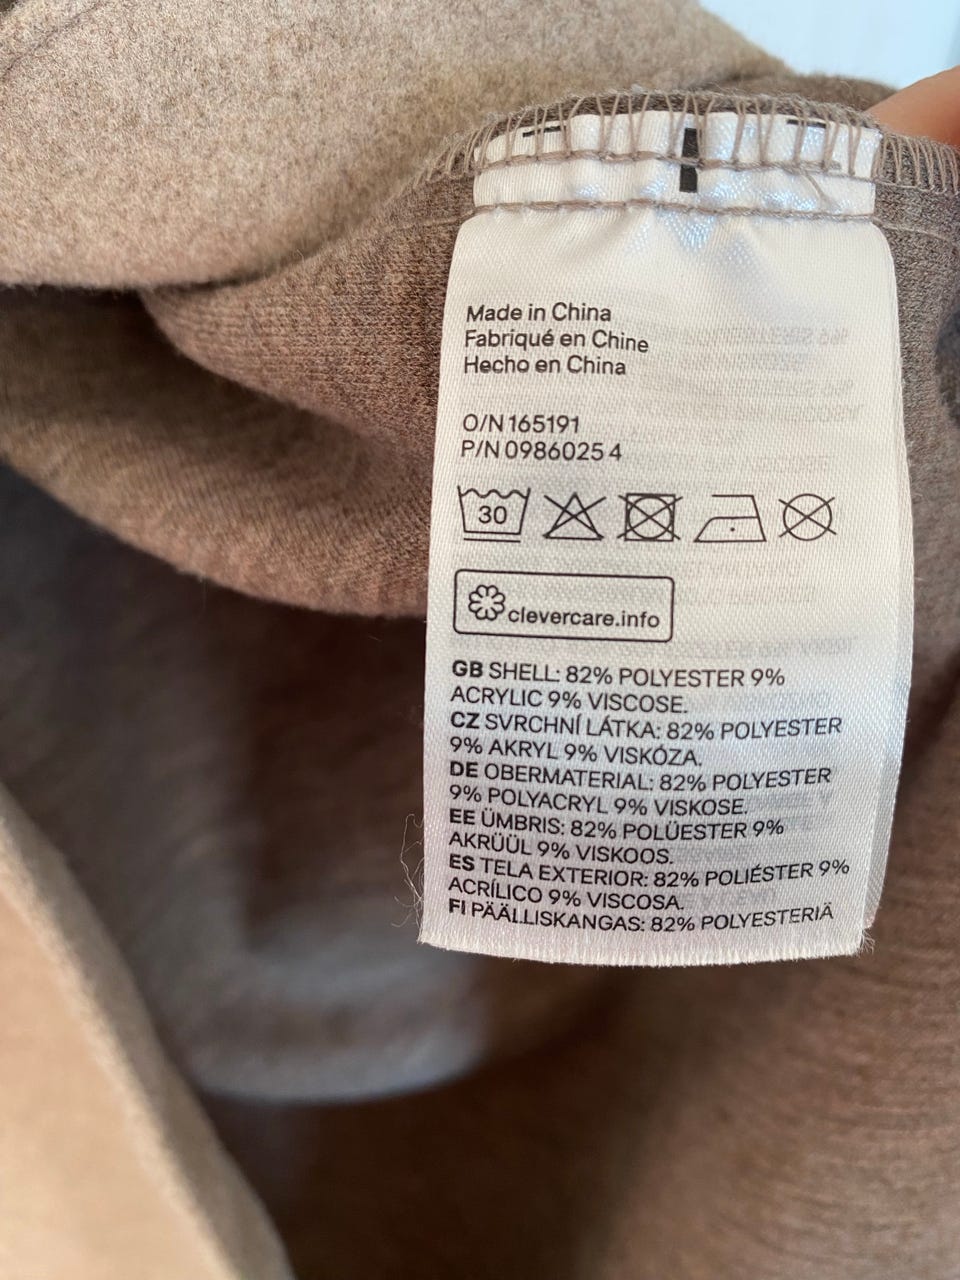 Made in China
Fabriqué en Chine
Hecho en China
O/N 165191
P/N 0986025 4
30
clevercare.info
GB SHELL: 82% POLYESTER 9%
ACRYLIC 9% VISCOSE.
CZ SVRCHNÍ LÁTKA: 82% POLYESTER
9% AKRYL 9% VISKÓZA.
DE OBERMATERIAL: 82% POLYESTER
9% POLYACRYL 9% VISKOSE.
EE ÜMBRIS: 82% POLÜESTER 9%
AKRÜÜL 9% VISKOOS.
ES TELA EXTERIOR: 82% POLIÉSTER 9%
ACRÍLICO 9% VISCOSA.
FI PÄÄLLISKANGAS: 82% POLYESTERIÄ